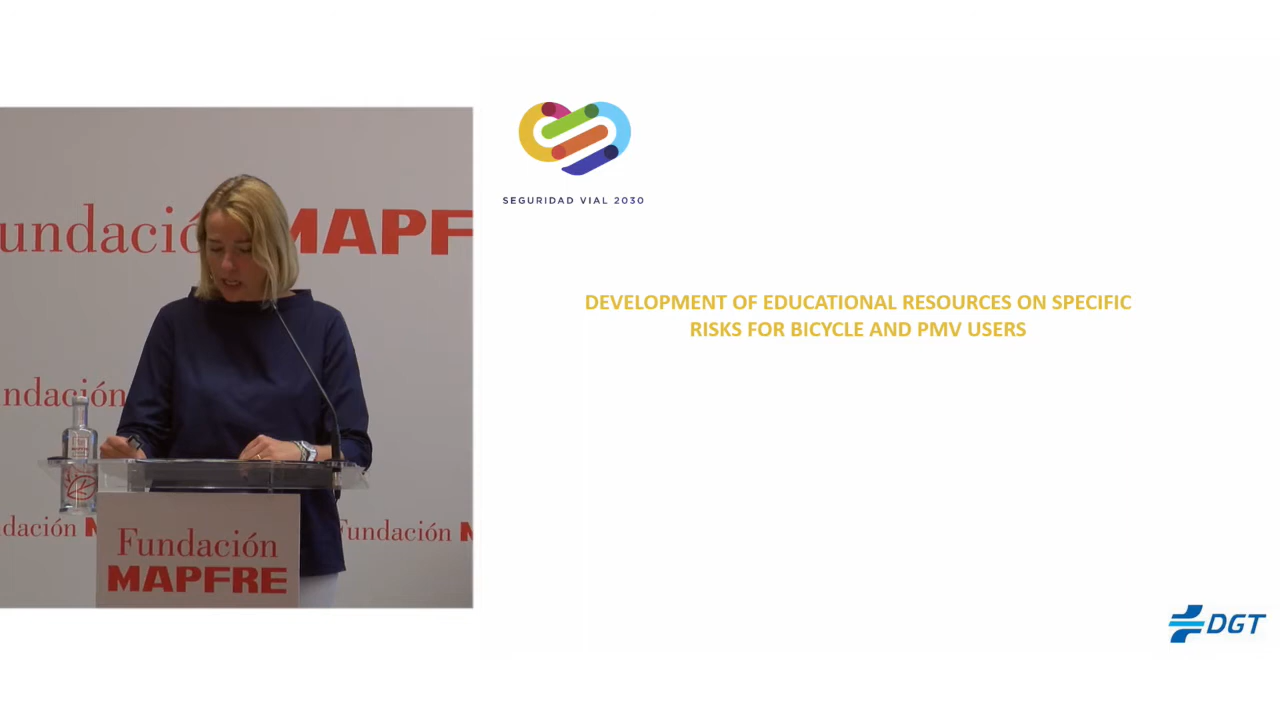 undació MAPF
ndación
dación M
Fundación M
Fundación
MAPFRE
SEGURIDAD VIAL 2030
DEVELOPMENT OF EDUCATIONAL RESOURCES ON SPECIFIC
RISKS FOR BICYCLE AND PMV USERS
DGT